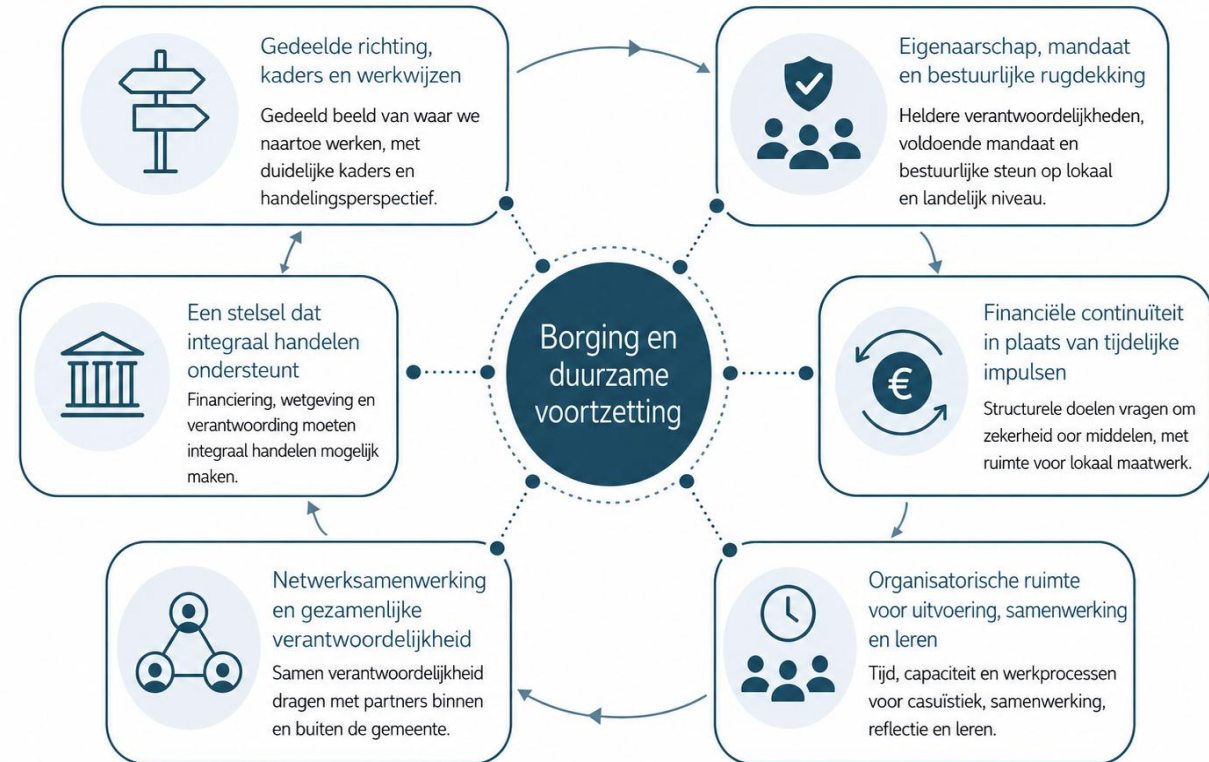 Gedeelde richting,
kaders en werkwijzen
Gedeeld beeld van waar we
naartoe werken, met
duidelijke kaders en
handelingsperspectief.
Eigenaarschap, mandaat
en bestuurlijke rugdekking
Heldere verantwoordelijkheden,
voldoende mandaat en
bestuurlijke steun op lokaal
en landelijk niveau.
Een stelsel dat
integraal handelen
ondersteunt
Financiering, wetgeving en
verantwoording moeten
integraal handelen mogelijk
maken.
Borging en
duurzame
voortzetting
Financiële continuïteit
in plaats van tijdelijke
impulsen
Structurele doelen vragen om
zekerheid oor middelen, met
ruimte voor lokaal maatwerk.
€
Netwerksamenwerking
en gezamenlijke
verantwoordelijkheid
Samen verantwoordelijkheid
dragen met partners binnen
en buiten de gemeente.
Organisatorische ruimte
voor uitvoering, samenwerking
en leren
Tijd, capaciteit en werkprocessen
voor casuïstiek, samenwerking,
reflectie en leren.